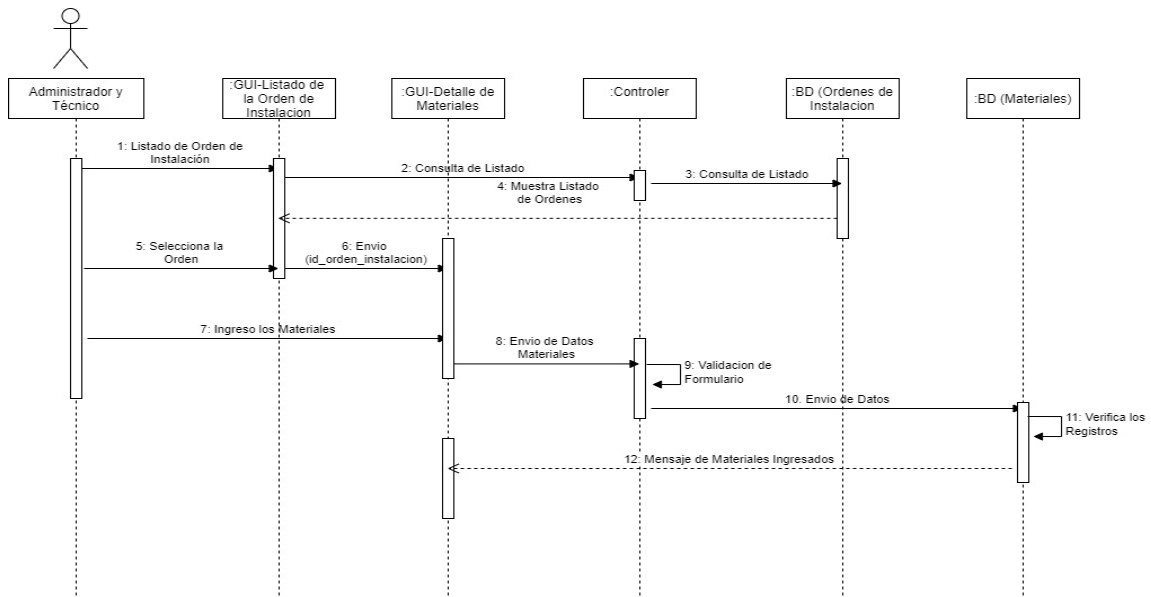 Administrador y
Técnico
:GUI-Listado de
la Orden de
Instalacion
:GUI-Detalle de
Materiales
:Controler
:BD (Ordenes de
Instalacion
:BD (Materiales)
1: Listado de Orden de
Instalación
2: Consulta de Listado
3: Consulta de Listado
4: Muestra Listado
de Ordenes
5: Selecciona la
Orden
6: Envio
(id_orden_instalacion)
7: Ingreso los Materiales
8: Envio de Datos
Materiales
9: Validacion de
Formulario
10. Envio de Datos
11: Verifica los
Registros
12: Mensaje de Materiales Ingresados